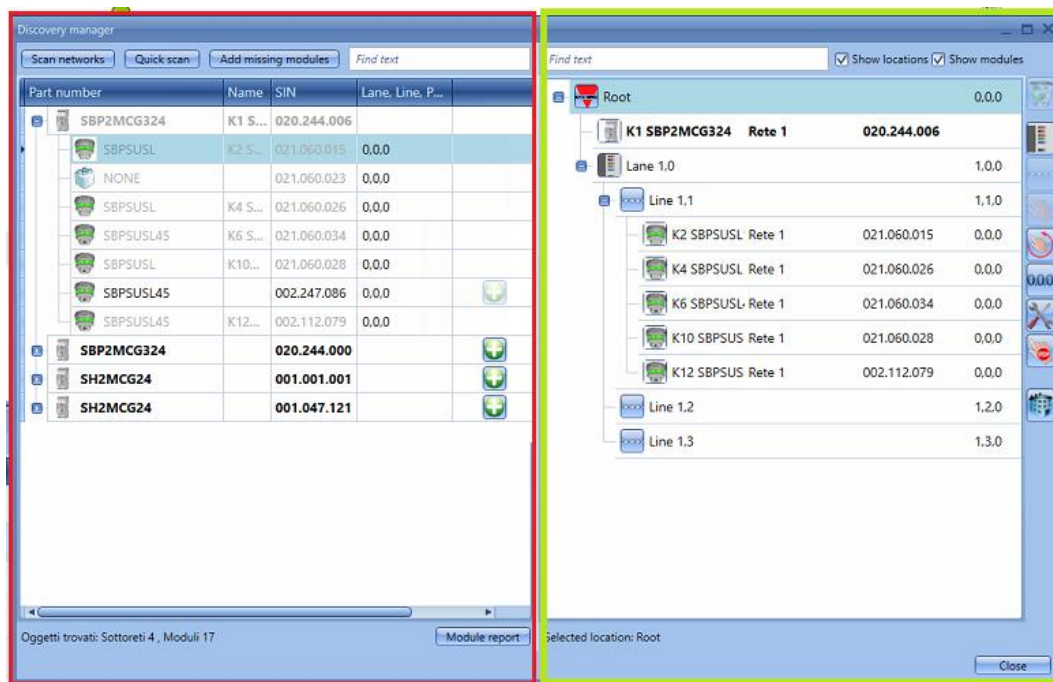 Discovery manager
Scan networks Quick scan Add missing modules Find text
Part number Name SIN Lane, Line, P...
SBP2MCG324 K1 S... 020.244.006
SBPSUSL K2 S... 021.060.015 0,0,0
NONE 021.060.023 0,0,0
SBPSUSL K4 S... 021.060.026 0,0,0
SBPSUSL45 K6 S... 021.060.034 0,0,0
SBPSUSL K10... 021.060.028 0,0,0
SBPSUSL45 002.247.086 0,0,0
SBPSUSL45 K12... 002.112.079 0,0,0
SBP2MCG324 020.244.000
SH2MCG24 001.001.001
SH2MCG24 001.047.121
Oggetti trovati: Sottoreti 4 , Moduli 17 Module report
Find text Show locations Show modules
Root 0,0,0
K1 SBP2MCG324 Rete 1 020.244.006
Lane 1,0 1,0,0
Line 1,1 1,1,0
K2 SBPSUSL Rete 1 021.060.015 0,0,0
K4 SBPSUSL Rete 1 021.060.026 0,0,0
K6 SBPSUSL Rete 1 021.060.034 0,0,0
K10 SBPSUS Rete 1 021.060.028 0,0,0
K12 SBPSUS Rete 1 002.112.079 0,0,0
Line 1,2 1,2,0
Line 1,3 1,3,0
0.0.0
STOP
Selected location: Root
Close